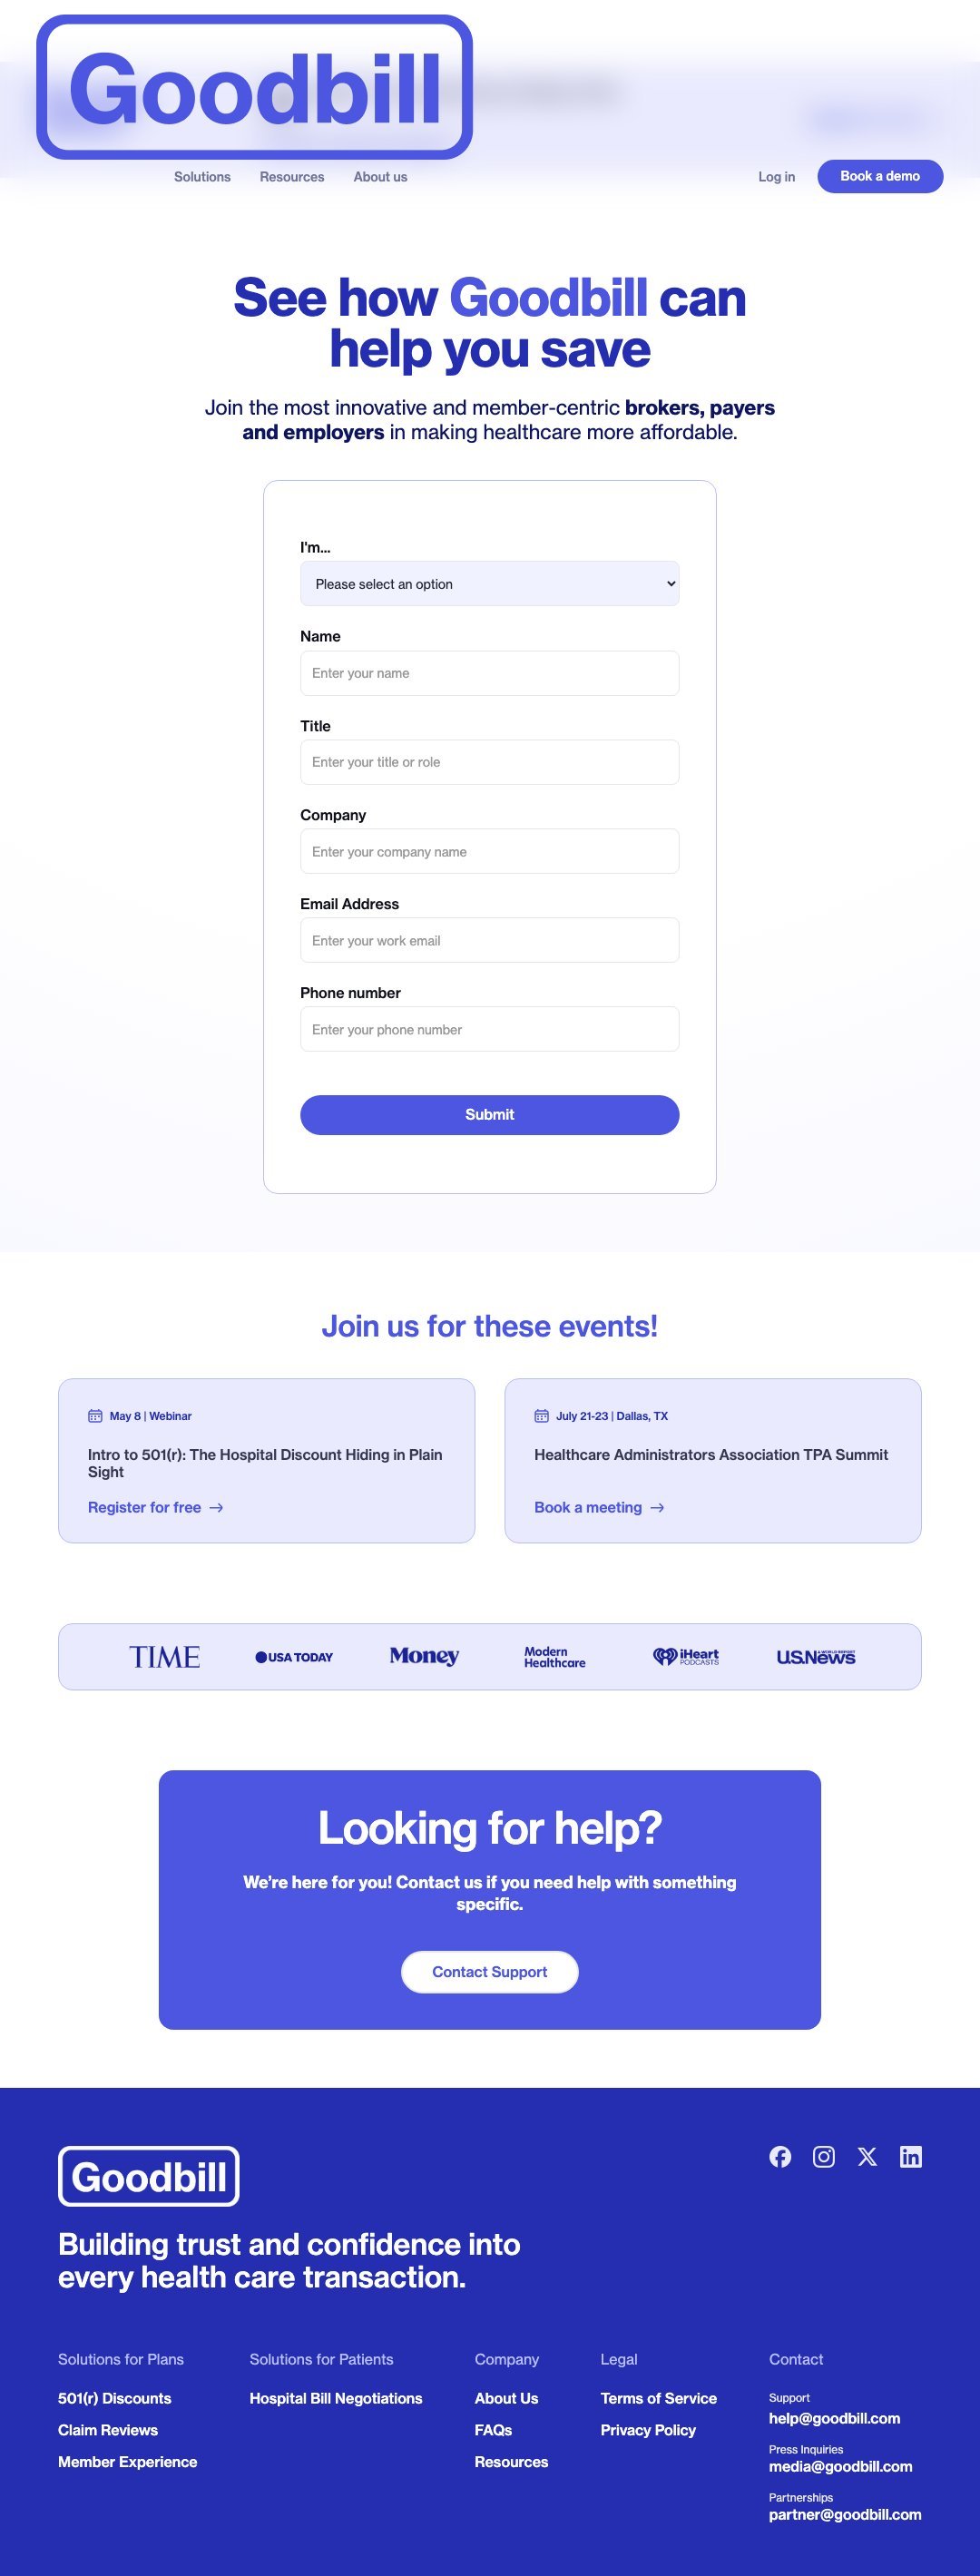 Goodbill
Solutions Resources About us Log in Book a demo
See how Goodbill can
help you save
Join the most innovative and member-centric brokers, payers
and employers in making healthcare more affordable.
I'm...
Please select an option
Name
Enter your name
Title
Enter your title or role
Company
Enter your company name
Email Address
Enter your work email
Phone number
Enter your phone number
Submit
Join us for these events!
May 8 | Webinar
Intro to 501(r): The Hospital Discount Hiding in Plain
Sight
Register for free →
July 21-23 | Dallas, TX
Healthcare Administrators Association TPA Summit
Book a meeting →
TIME
USA TODAY
Money
Modern
Healthcare
iHeart
PODCASTS
U.S.News
Looking for help?
We’re here for you! Contact us if you need help with something
specific.
Contact Support
Goodbill
Building trust and confidence into
every health care transaction.
Solutions for Plans
501(r) Discounts
Claim Reviews
Member Experience
Solutions for Patients
Hospital Bill Negotiations
Company
About Us
FAQs
Resources
Legal
Terms of Service
Privacy Policy
Contact
Support
help@goodbill.com
Press Inquiries
media@goodbill.com
Partnerships
partner@goodbill.com